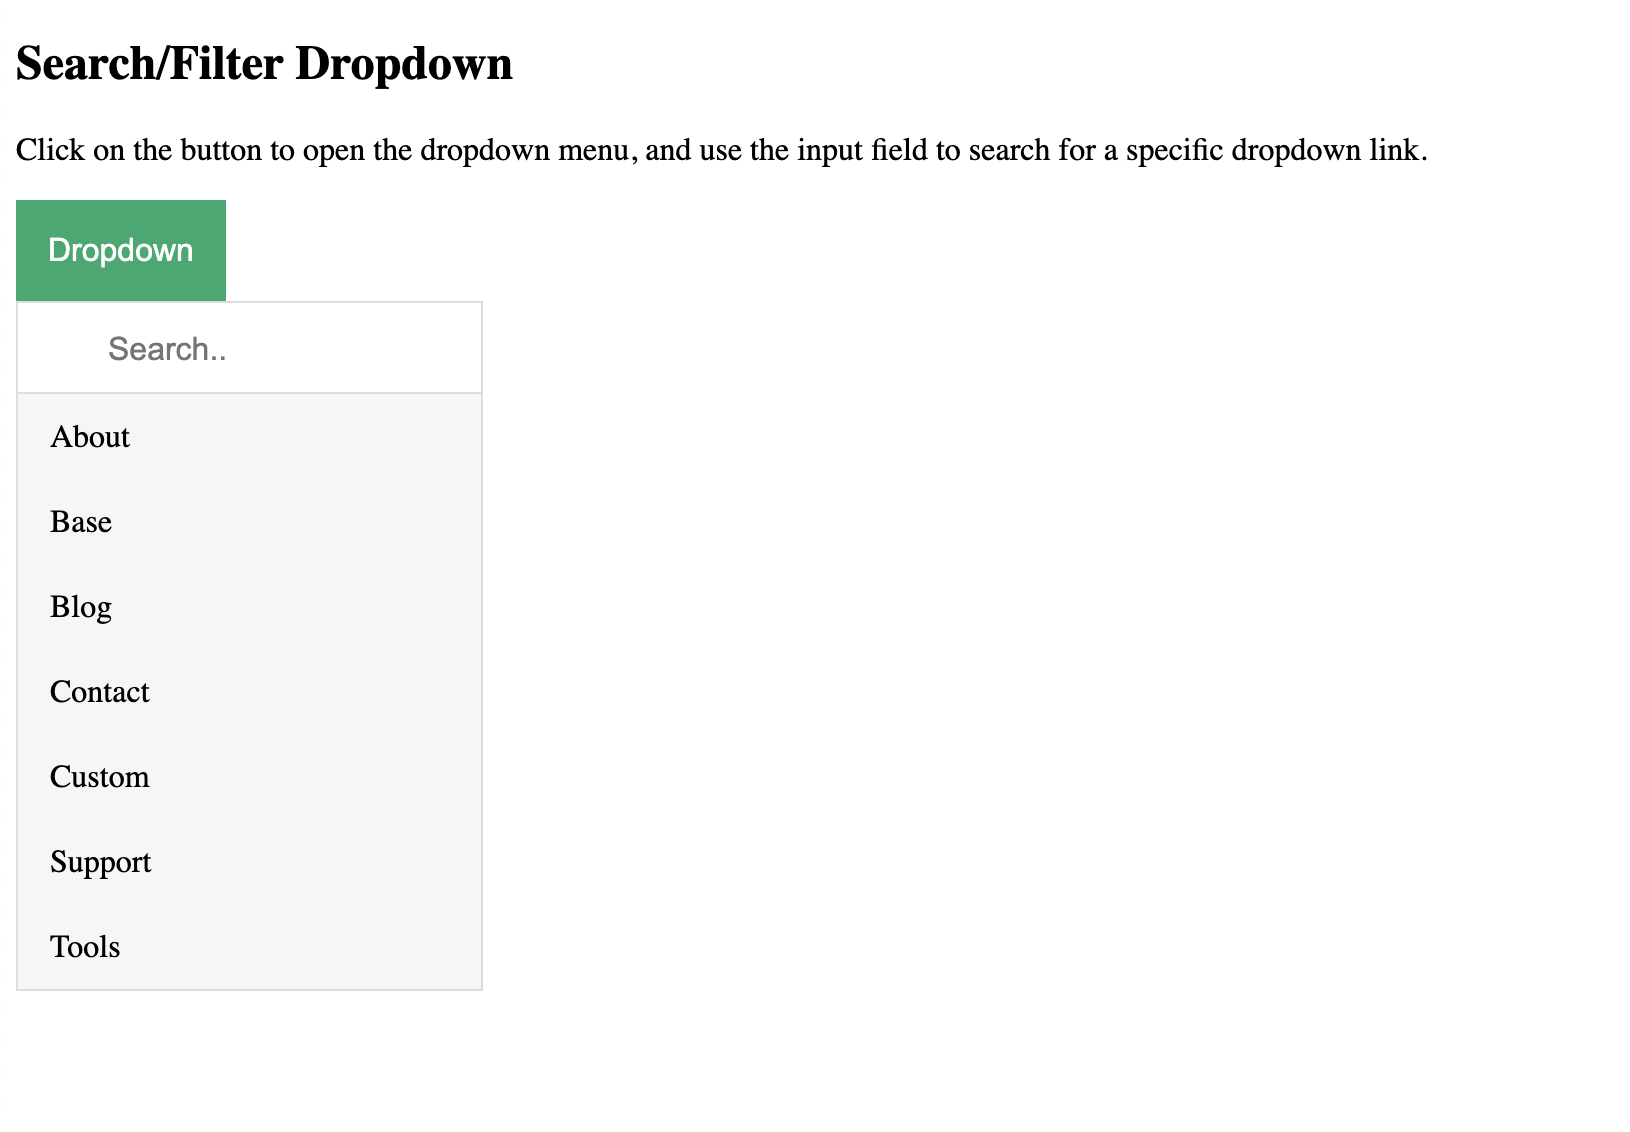 Search/Filter Dropdown
Click on the button to open the dropdown menu, and use the input field to search for a specific dropdown link.
Dropdown
Search..
About
Base
Blog
Contact
Custom
Support
Tools